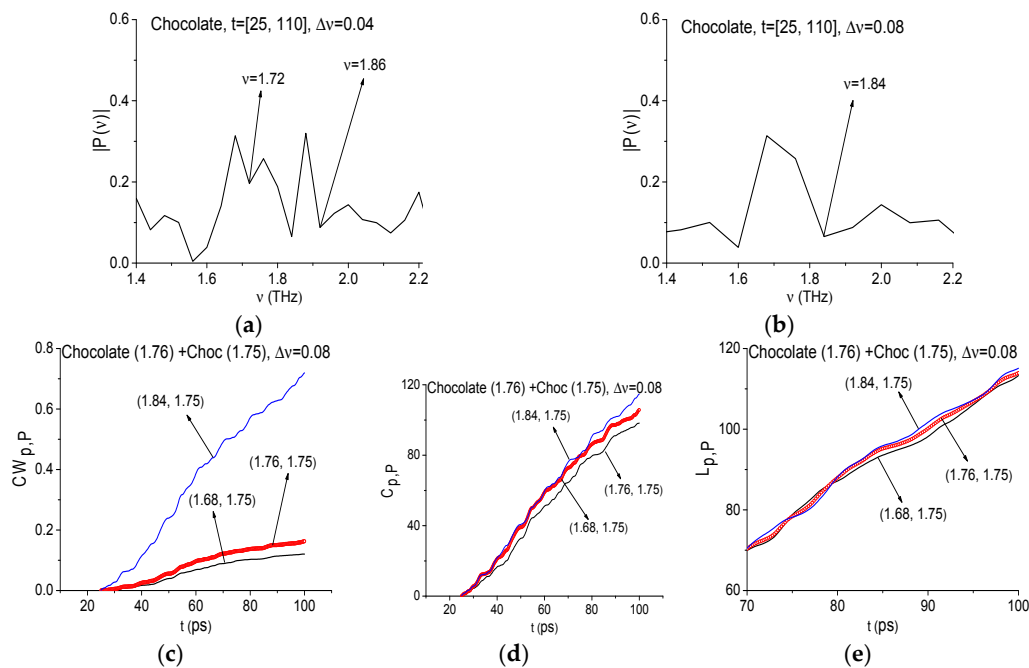 Chocolate, t=[25, 110], Δν=0.04
0.6
0.4
0.2
0.0
|P(ν)|
ν=1.72
ν=1.86
1.4 1.6 1.8 2.0 2.2
ν (THz)
(a)
Chocolate, t=[25, 110], Δν=0.08
0.6
0.4
0.2
0.0
|P(ν)|
ν=1.84
1.4 1.6 1.8 2.0 2.2
ν (THz)
(b)
Chocolate (1.76) +Choc (1.75), Δν=0.08
0.8
0.6
0.4
0.2
0.0
CWp,P
(1.84, 1.75)
(1.76, 1.75)
(1.68, 1.75)
20 40 60 80 100
t (ps)
(c)
Chocolate (1.76) +Choc (1.75), Δν=0.08
120
80
40
0
Cp,P
(1.84, 1.75)
(1.76, 1.75)
(1.68, 1.75)
20 40 60 80 100
t (ps)
(d)
Chocolate (1.76) +Choc (1.75), Δν=0.08
120
100
80
60
Lp,P
(1.84, 1.75)
(1.76, 1.75)
(1.68, 1.75)
70 80 90 100
t (ps)
(e)